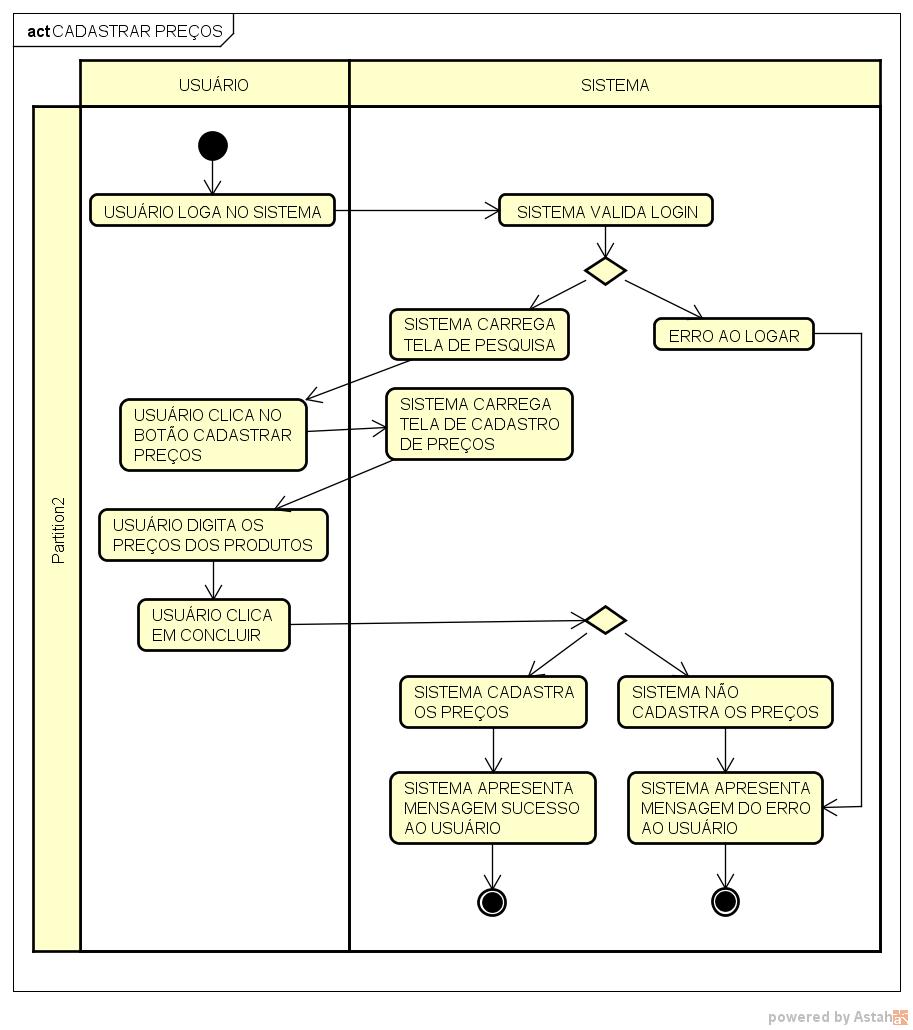 act CADASTRAR PREÇOS
USUÁRIO
SISTEMA
Partition2
USUÁRIO LOGA NO SISTEMA
SISTEMA VALIDA LOGIN
SISTEMA CARREGA
TELA DE PESQUISA
ERRO AO LOGAR
USUÁRIO CLICA NO
BOTÃO CADASTRAR
PREÇOS
SISTEMA CARREGA
TELA DE CADASTRO
DE PREÇOS
USUÁRIO DIGITA OS
PREÇOS DOS PRODUTOS
USUÁRIO CLICA
EM CONCLUIR
SISTEMA CADASTRA
OS PREÇOS
SISTEMA NÃO
CADASTRA OS PREÇOS
SISTEMA APRESENTA
MENSAGEM SUCESSO
AO USUÁRIO
SISTEMA APRESENTA
MENSAGEM DO ERRO
AO USUÁRIO
powered by Astah